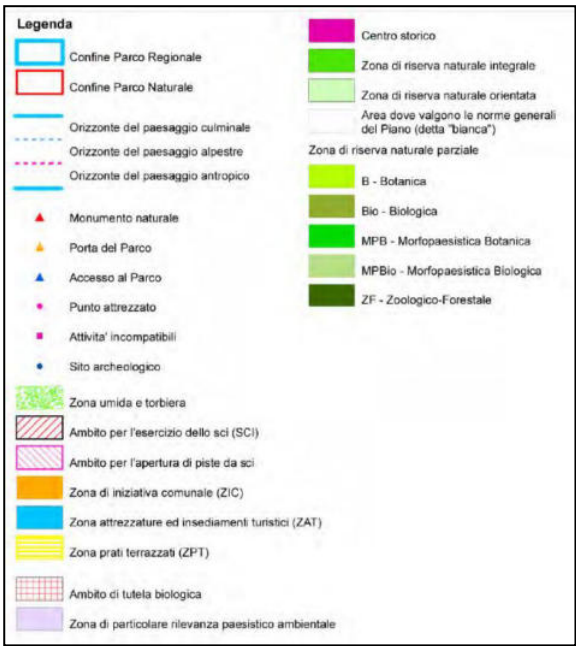 Legenda
Confine Parco Regionale
Confine Parco Naturale
Orizzonte del paesaggio culminale
Orizzonte del paesaggio alpestre
Orizzonte del paesaggio antropico
Monumento naturale
Porta del Parco
Accesso al Parco
Punto attrezzato
Attivita' incompatibili
Sito archeologico
Zona umida e torbiera
Ambito per l'esercizio dello sci (SCI)
Ambito per l'apertura di piste da sci
Zona di iniziativa comunale (ZIC)
Zona attrezzature ed insediamenti turistici (ZAT)
Zona prati terrazzati (ZPT)
Ambito di tutela biologica
Zona di particolare rilevanza paesistico ambientale
Centro storico
Zona di riserva naturale integrale
Zona di riserva naturale orientata
Area dove valgono le norme generali
del Piano (detta "bianca")
Zona di riserva naturale parziale
B - Botanica
Bio - Biologica
MPB - Morfopaesistica Botanica
MPBio - Morfopaesistica Biologica
ZF - Zoologico-Forestale